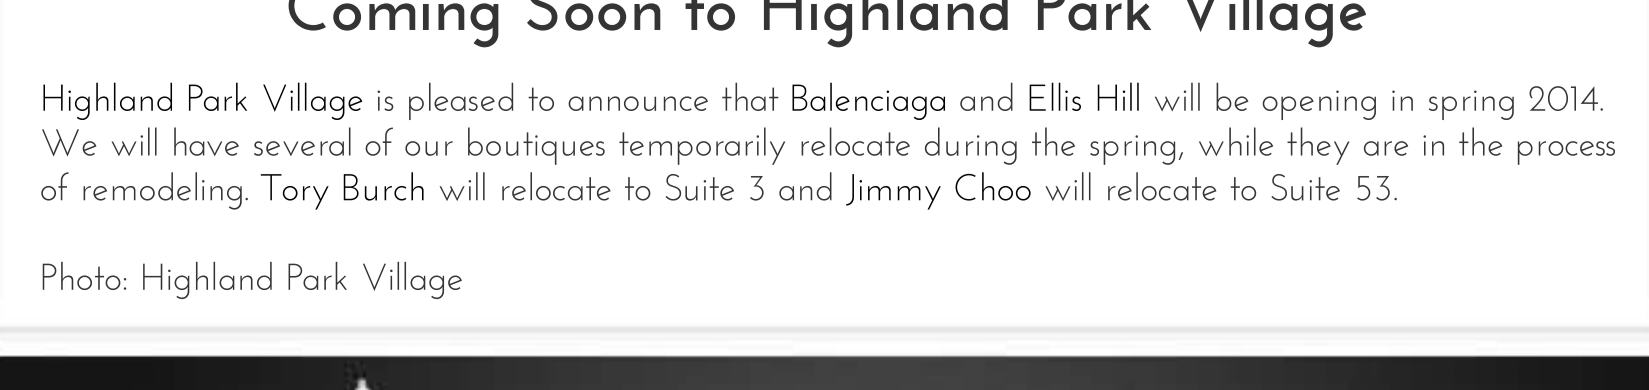 Coming Soon to Highland Park Village
Highland Park Village is pleased to announce that Balenciaga and Ellis Hill will be opening in spring 2014.
We will have several of our boutiques temporarily relocate during the spring, while they are in the process
of remodeling. Tory Burch will relocate to Suite 3 and Jimmy Choo will relocate to Suite 53.
Photo: Highland Park Village